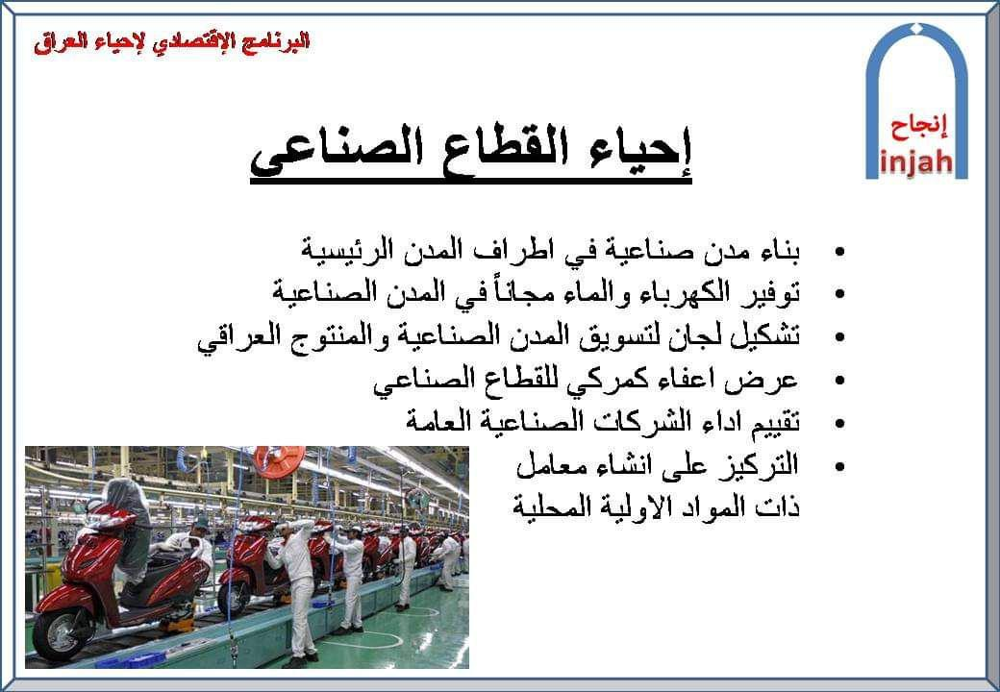 البرنامج الإقتصادي لإحياء العراق
إنجاح
injah
إحياء القطاع الصناعي
• بناء مدن صناعية في اطراف المدن الرئيسية
• توفير الكهرباء والماء مجاناً في المدن الصناعية
• تشكيل لجان لتسويق المدن الصناعية والمنتوج العراقي
• عرض اعفاء كمركي للقطاع الصناعي
• تقييم اداء الشركات الصناعية العامة
• التركيز على انشاء معامل
ذات المواد الاولية المحلية